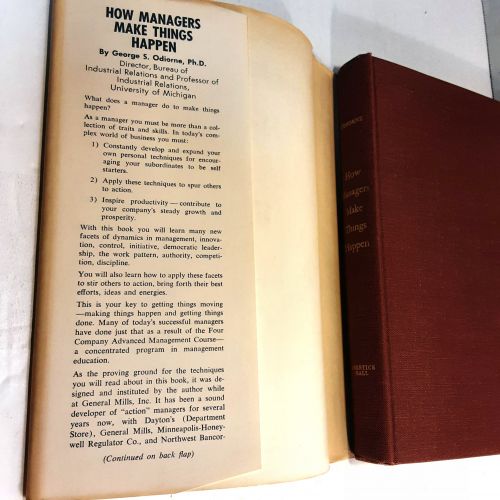 HOW MANAGERS
MAKE THINGS
HAPPEN
By George S. Odiorne, Ph.D.
Director, Bureau of
Industrial Relations and Professor of
Industrial Relations,
University of Michigan
What does a manager do to make things
happen?
As a manager you must be more than a col-
lection of traits and skills. In today's com-
plex world of business you must:
1) Constantly develop and expand your
own personal techniques for encour-
aging your subordinates to be self
starters.
2) Apply these techniques to spur others
to action.
3) Inspire productivity — contribute to
your company's steady growth and
prosperity.
With this book you will learn many new
facets of dynamics in management, innova-
tion, control, initiative, democratic leader-
ship, the work pattern, authority, competi-
tion, discipline.
You will also learn how to apply these facets
to stir others to action, bring forth their best
efforts, ideas and energies.
This is your key to getting things moving
—making things happen and getting things
done. Many of today's successful managers
have done just that as a result of the Four
Company Advanced Management Course—
a concentrated program in management
education.
As the proving ground for the techniques
you will read about in this book, it was de-
signed and instituted by the author while
at General Mills, Inc. It has been a sound
developer of "action" managers for several
years now, with Dayton's (Department
Store), General Mills, Minneapolis-Honey-
well Regulator Co., and Northwest Bancor-
(Continued on back flap)
ODIORNE
How
Managers
Make
Things
Happen
PRENTICE
HALL